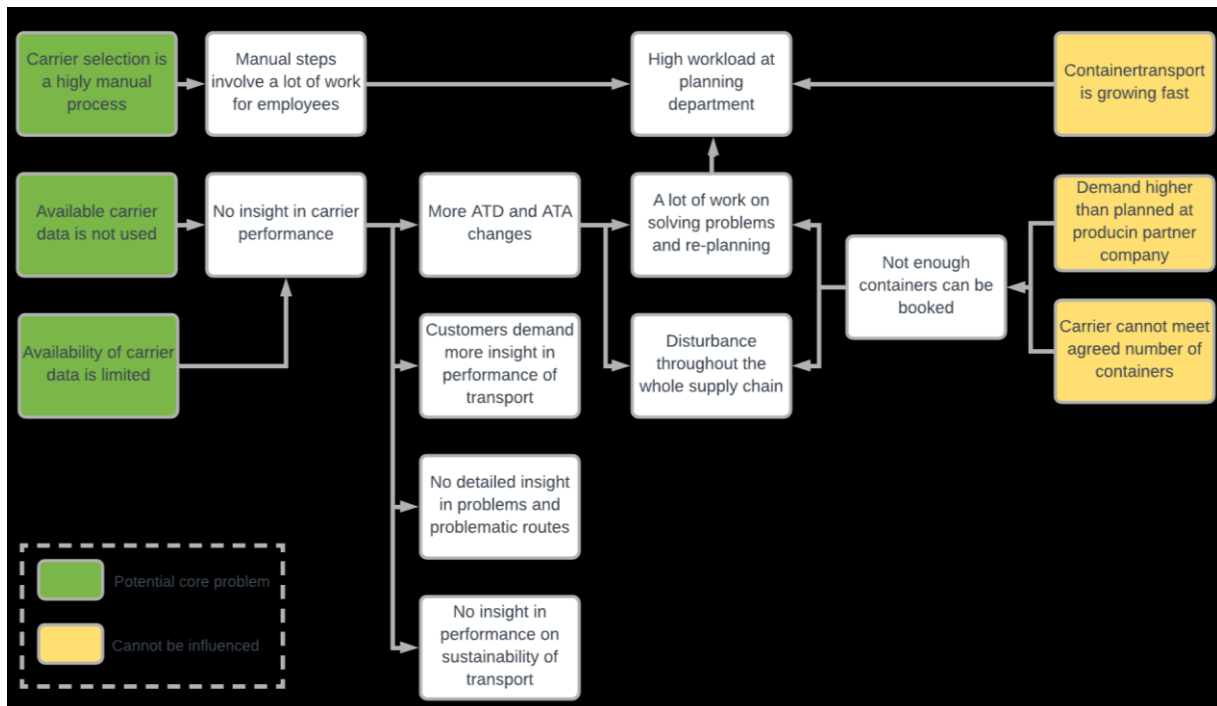 Carrier selection is
a higly manual
process
Manual steps
involve a lot of work
for employees
High workload at
planning
department
Containertransport
is growing fast
Available carrier
data is not used
No insight in carrier
performance
More ATD and ATA
changes
A lot of work on
solving problems
and re-planning
Demand higher
than planned at
producin partner
company
Not enough
containers can be
booked
Availability of carrier
data is limited
Customers demand
more insight in
performance of
transport
Disturbance
throughout the
whole supply chain
Carrier cannot meet
agreed number of
containers
No detailed insight
in problems and
problematic routes
No insight in
performance on
sustainability of
transport
Potential core problem
Cannot be influenced